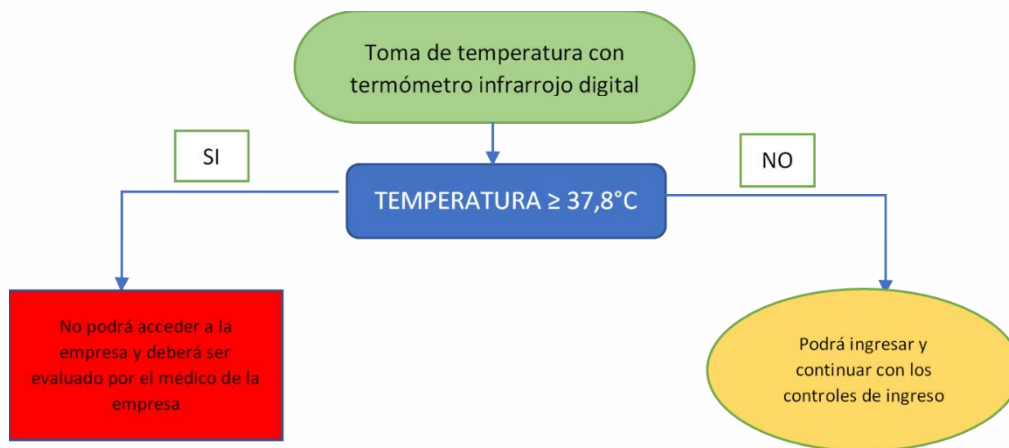 Toma de temperatura con
termómetro infrarrojo digital
SI
NO
TEMPERATURA ≥ 37,8°C
No podrá acceder a la
empresa y deberá ser
evaluado por el médico de la
empresa
Podrá ingresar y
continuar con los
controles de ingreso